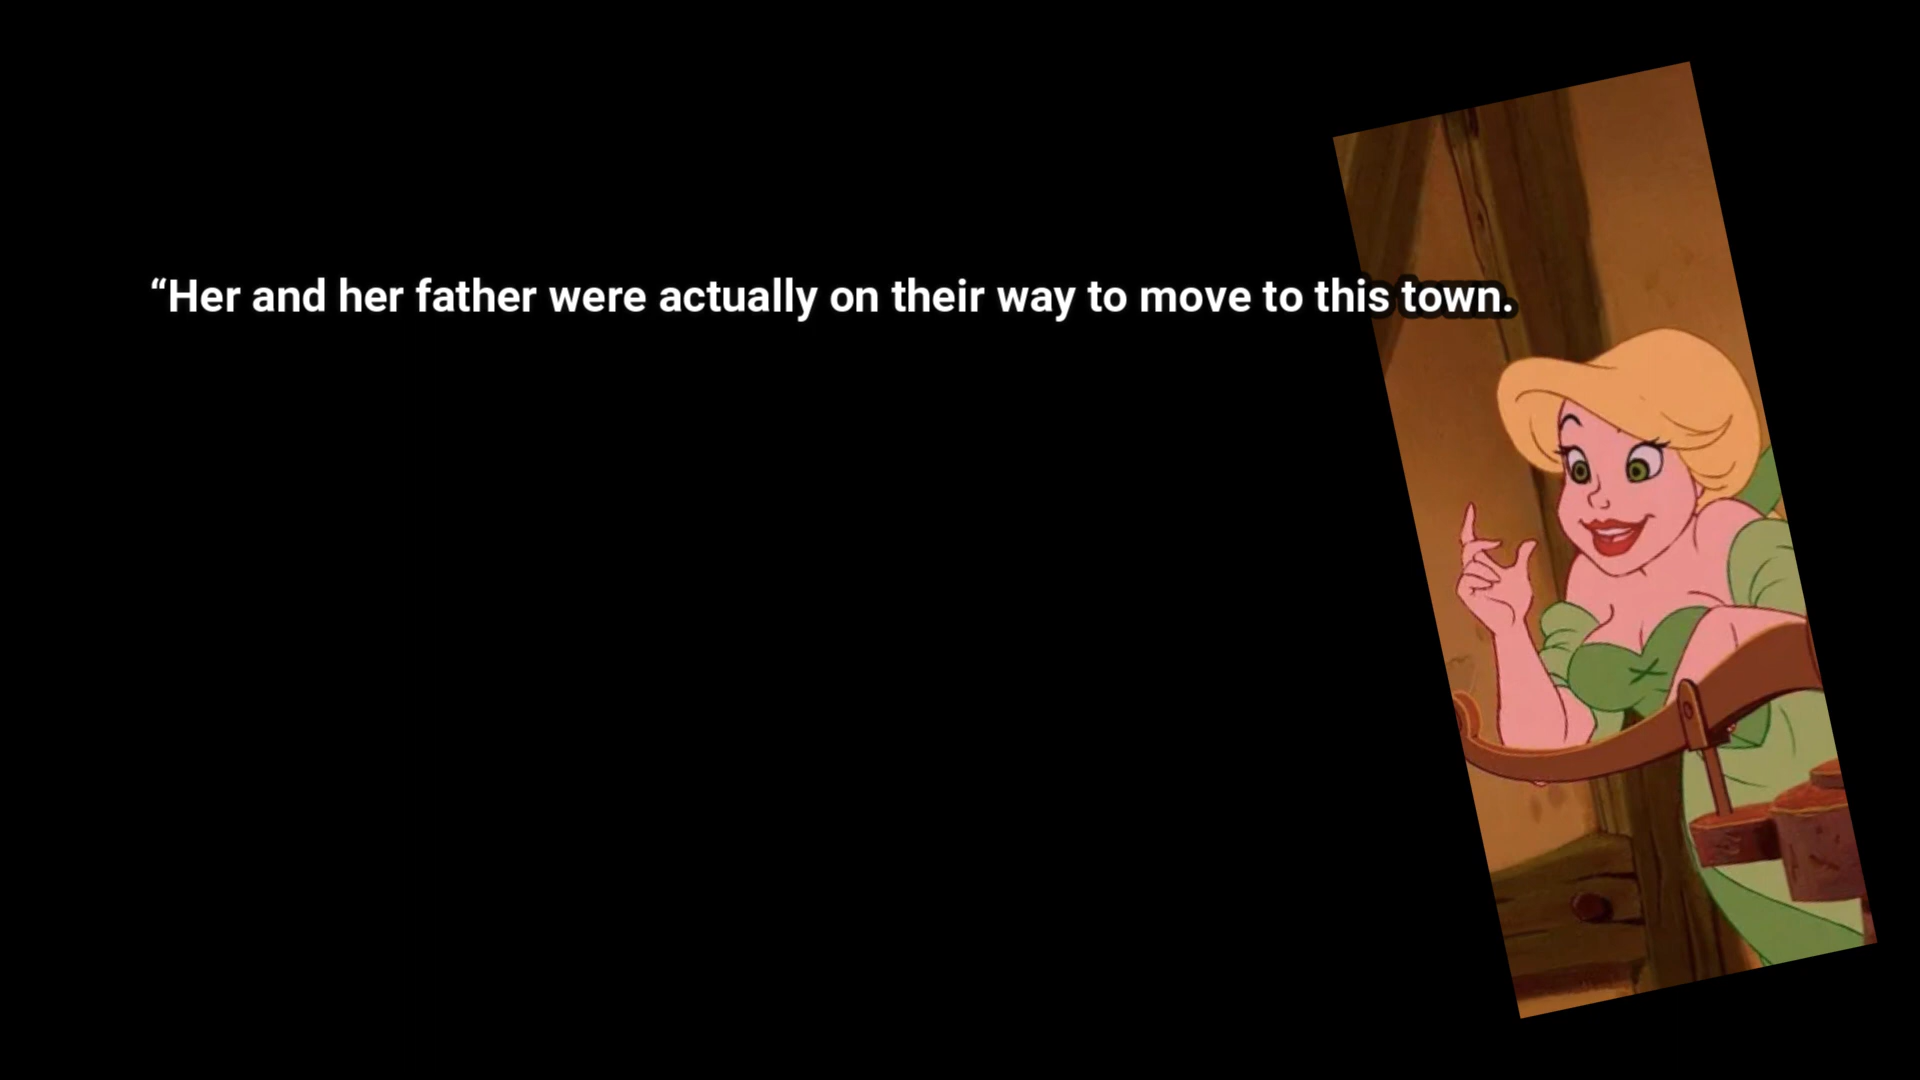 “Her and her father were actually on their way to move to this town.